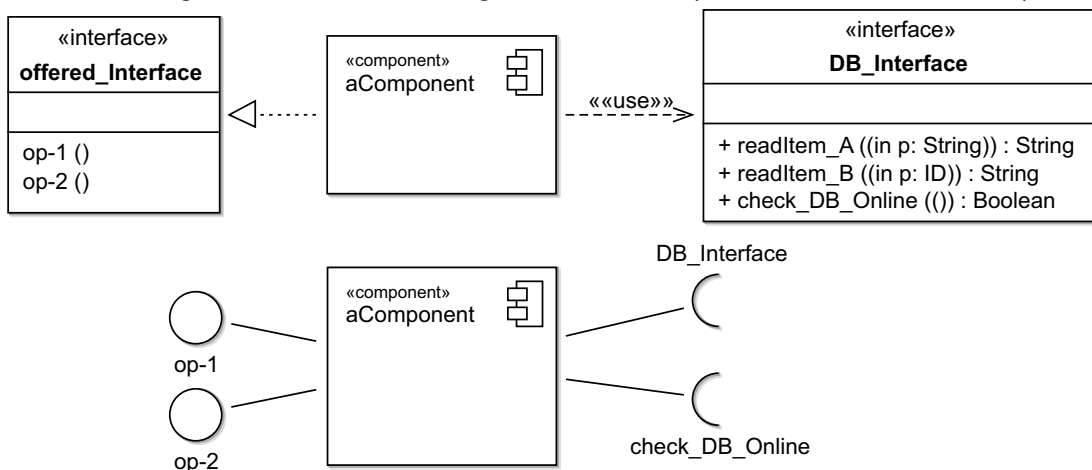 «interface»
offered_Interface
op-1 ()
op-2 ()
«component»
aComponent
««use»»
«interface»
DB_Interface
+ readItem_A ((in p: String)) : String
+ readItem_B ((in p: ID)) : String
+ check_DB_Online (()) : Boolean
DB_Interface
«component»
aComponent
op-1
op-2
check_DB_Online